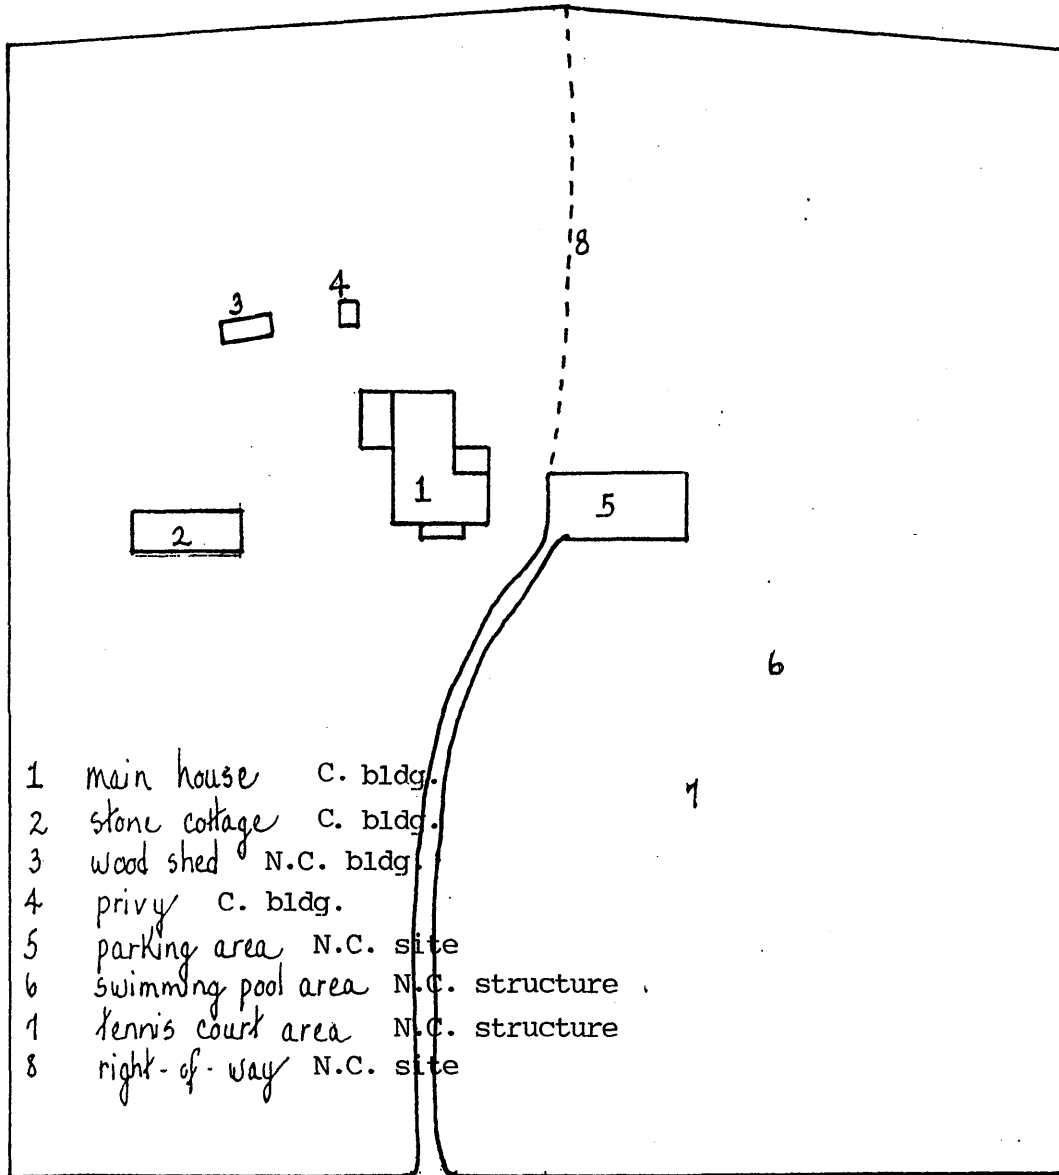 8
4
3
1
5
2
6
7
1 main house C. bldg.
2 stone cottage C. bldg.
3 wood shed N.C. bldg.
4 privy C. bldg.
5 parking area N.C. site
6 swimming pool area N.C. structure
7 tennis court area N.C. structure
8 right-of-way N.C. site